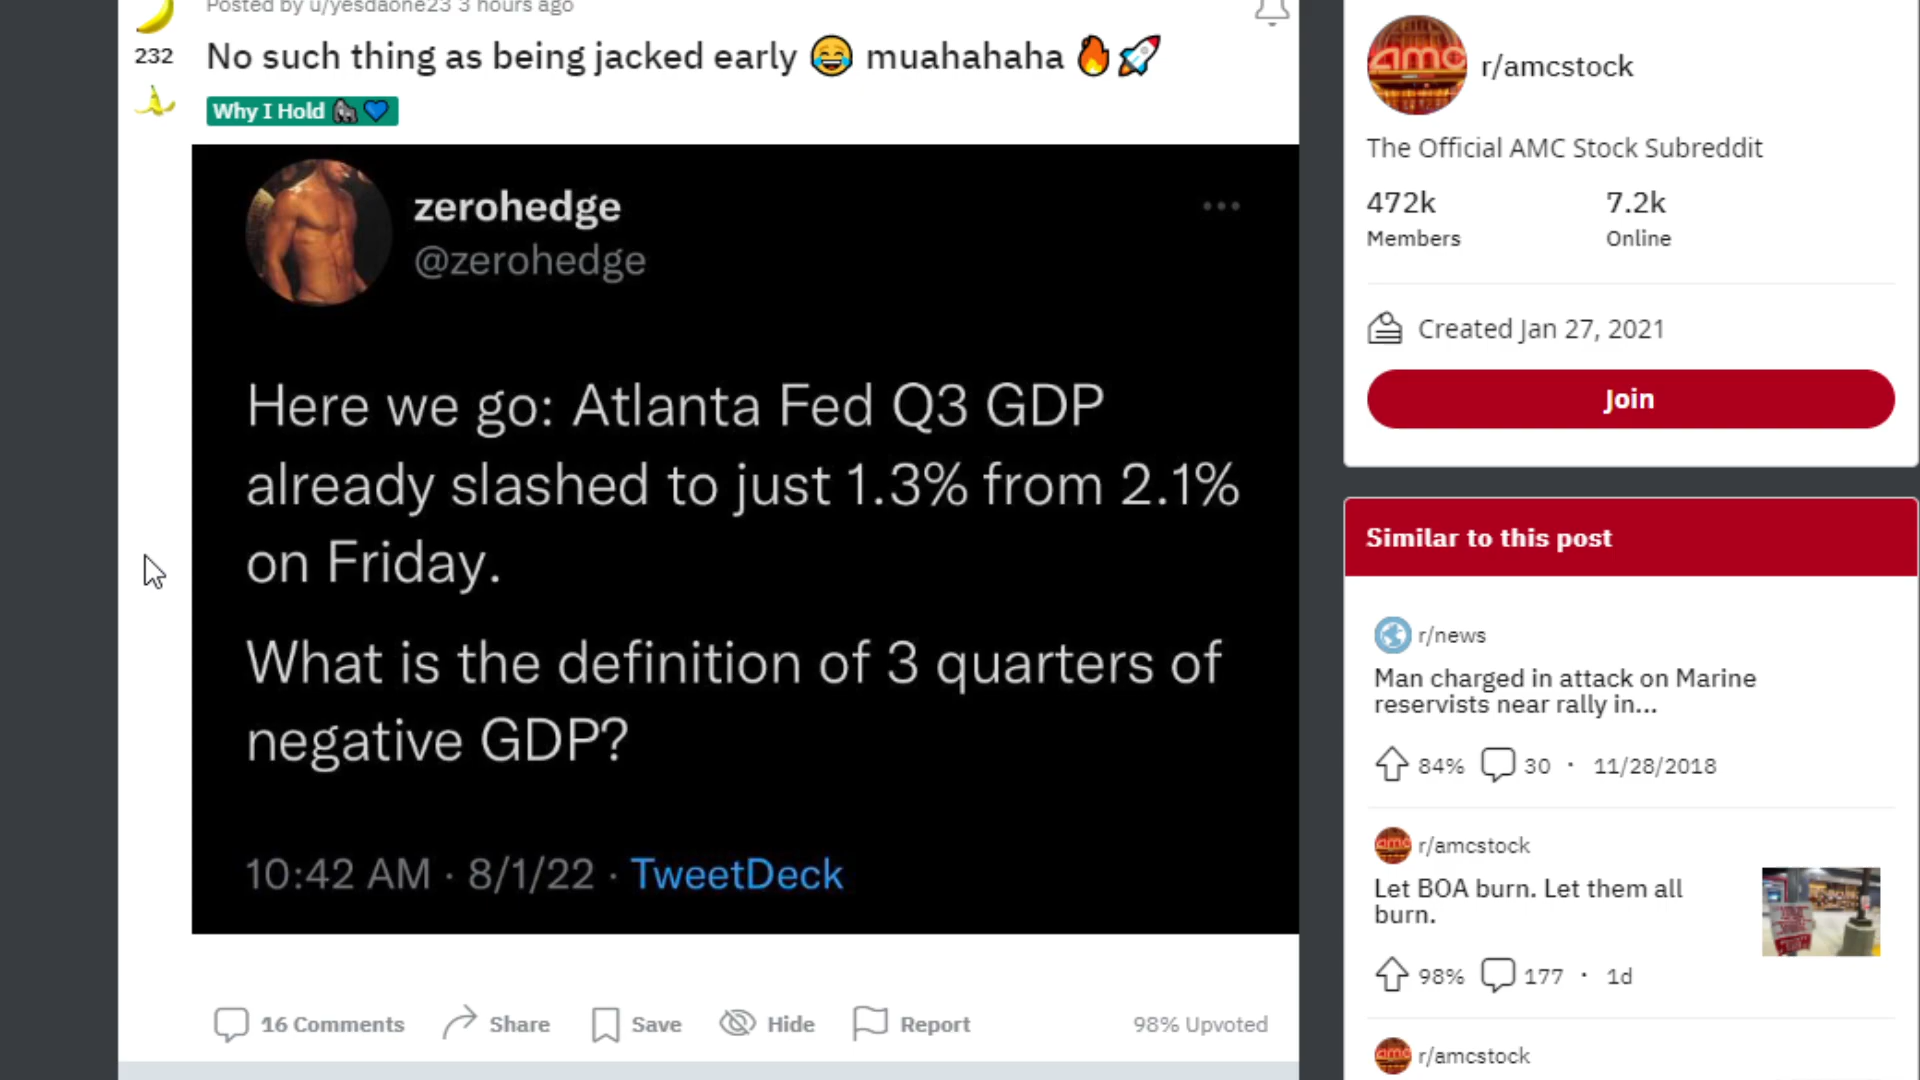 Posted by u/yesdaone23 3 hours ago
232
No such thing as being jacked early 😂 muahahaha 🔥🚀
Why I Hold 🦍💙
zerohedge
@zerohedge
Here we go: Atlanta Fed Q3 GDP
already slashed to just 1.3% from 2.1%
on Friday.
What is the definition of 3 quarters of
negative GDP?
10:42 AM · 8/1/22 · TweetDeck
16 Comments
Share
Save
Hide
Report
98% Upvoted
amc
r/amcstock
The Official AMC Stock Subreddit
472k
7.2k
Members
Online
Created Jan 27, 2021
Join
Similar to this post
r/news
Man charged in attack on Marine
reservists near rally in...
84%
30 · 11/28/2018
amc
r/amcstock
Let BOA burn. Let them all
burn.
98%
177 · 1d
amc
r/amcstock